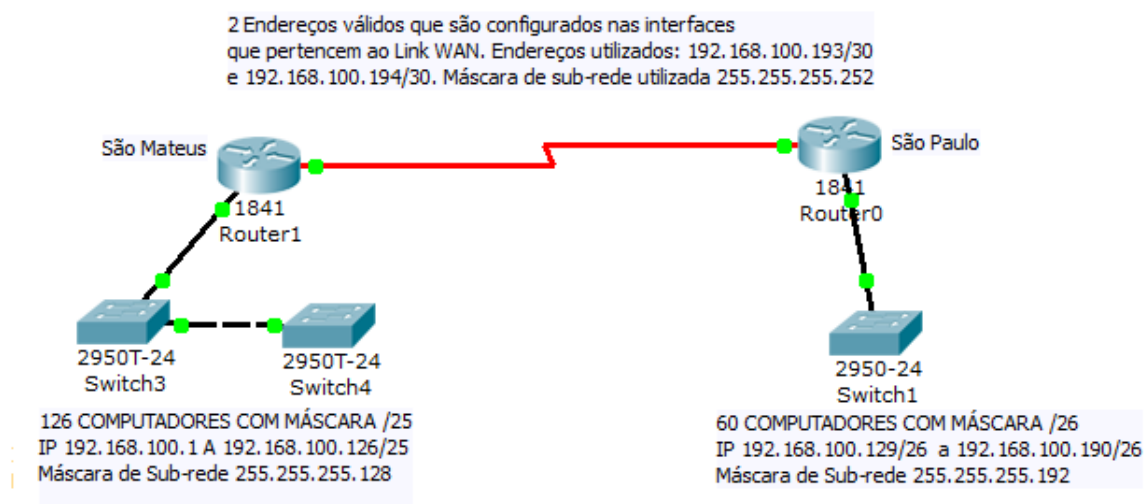 2 Endereços válidos que são configurados nas interfaces
que pertencem ao Link WAN. Endereços utilizados: 192.168.100.193/30
e 192.168.100.194/30. Máscara de sub-rede utilizada 255.255.255.252
São Mateus
São Paulo
1841
Router1
1841
Router0
2950T-24
Switch3
2950T-24
Switch4
2950-24
Switch1
126 COMPUTADORES COM MÁSCARA /25
IP 192.168.100.1 A 192.168.100.126/25
Máscara de Sub-rede 255.255.255.128
60 COMPUTADORES COM MÁSCARA /26
IP 192.168.100.129/26 a 192.168.100.190/26
Máscara de Sub-rede 255.255.255.192